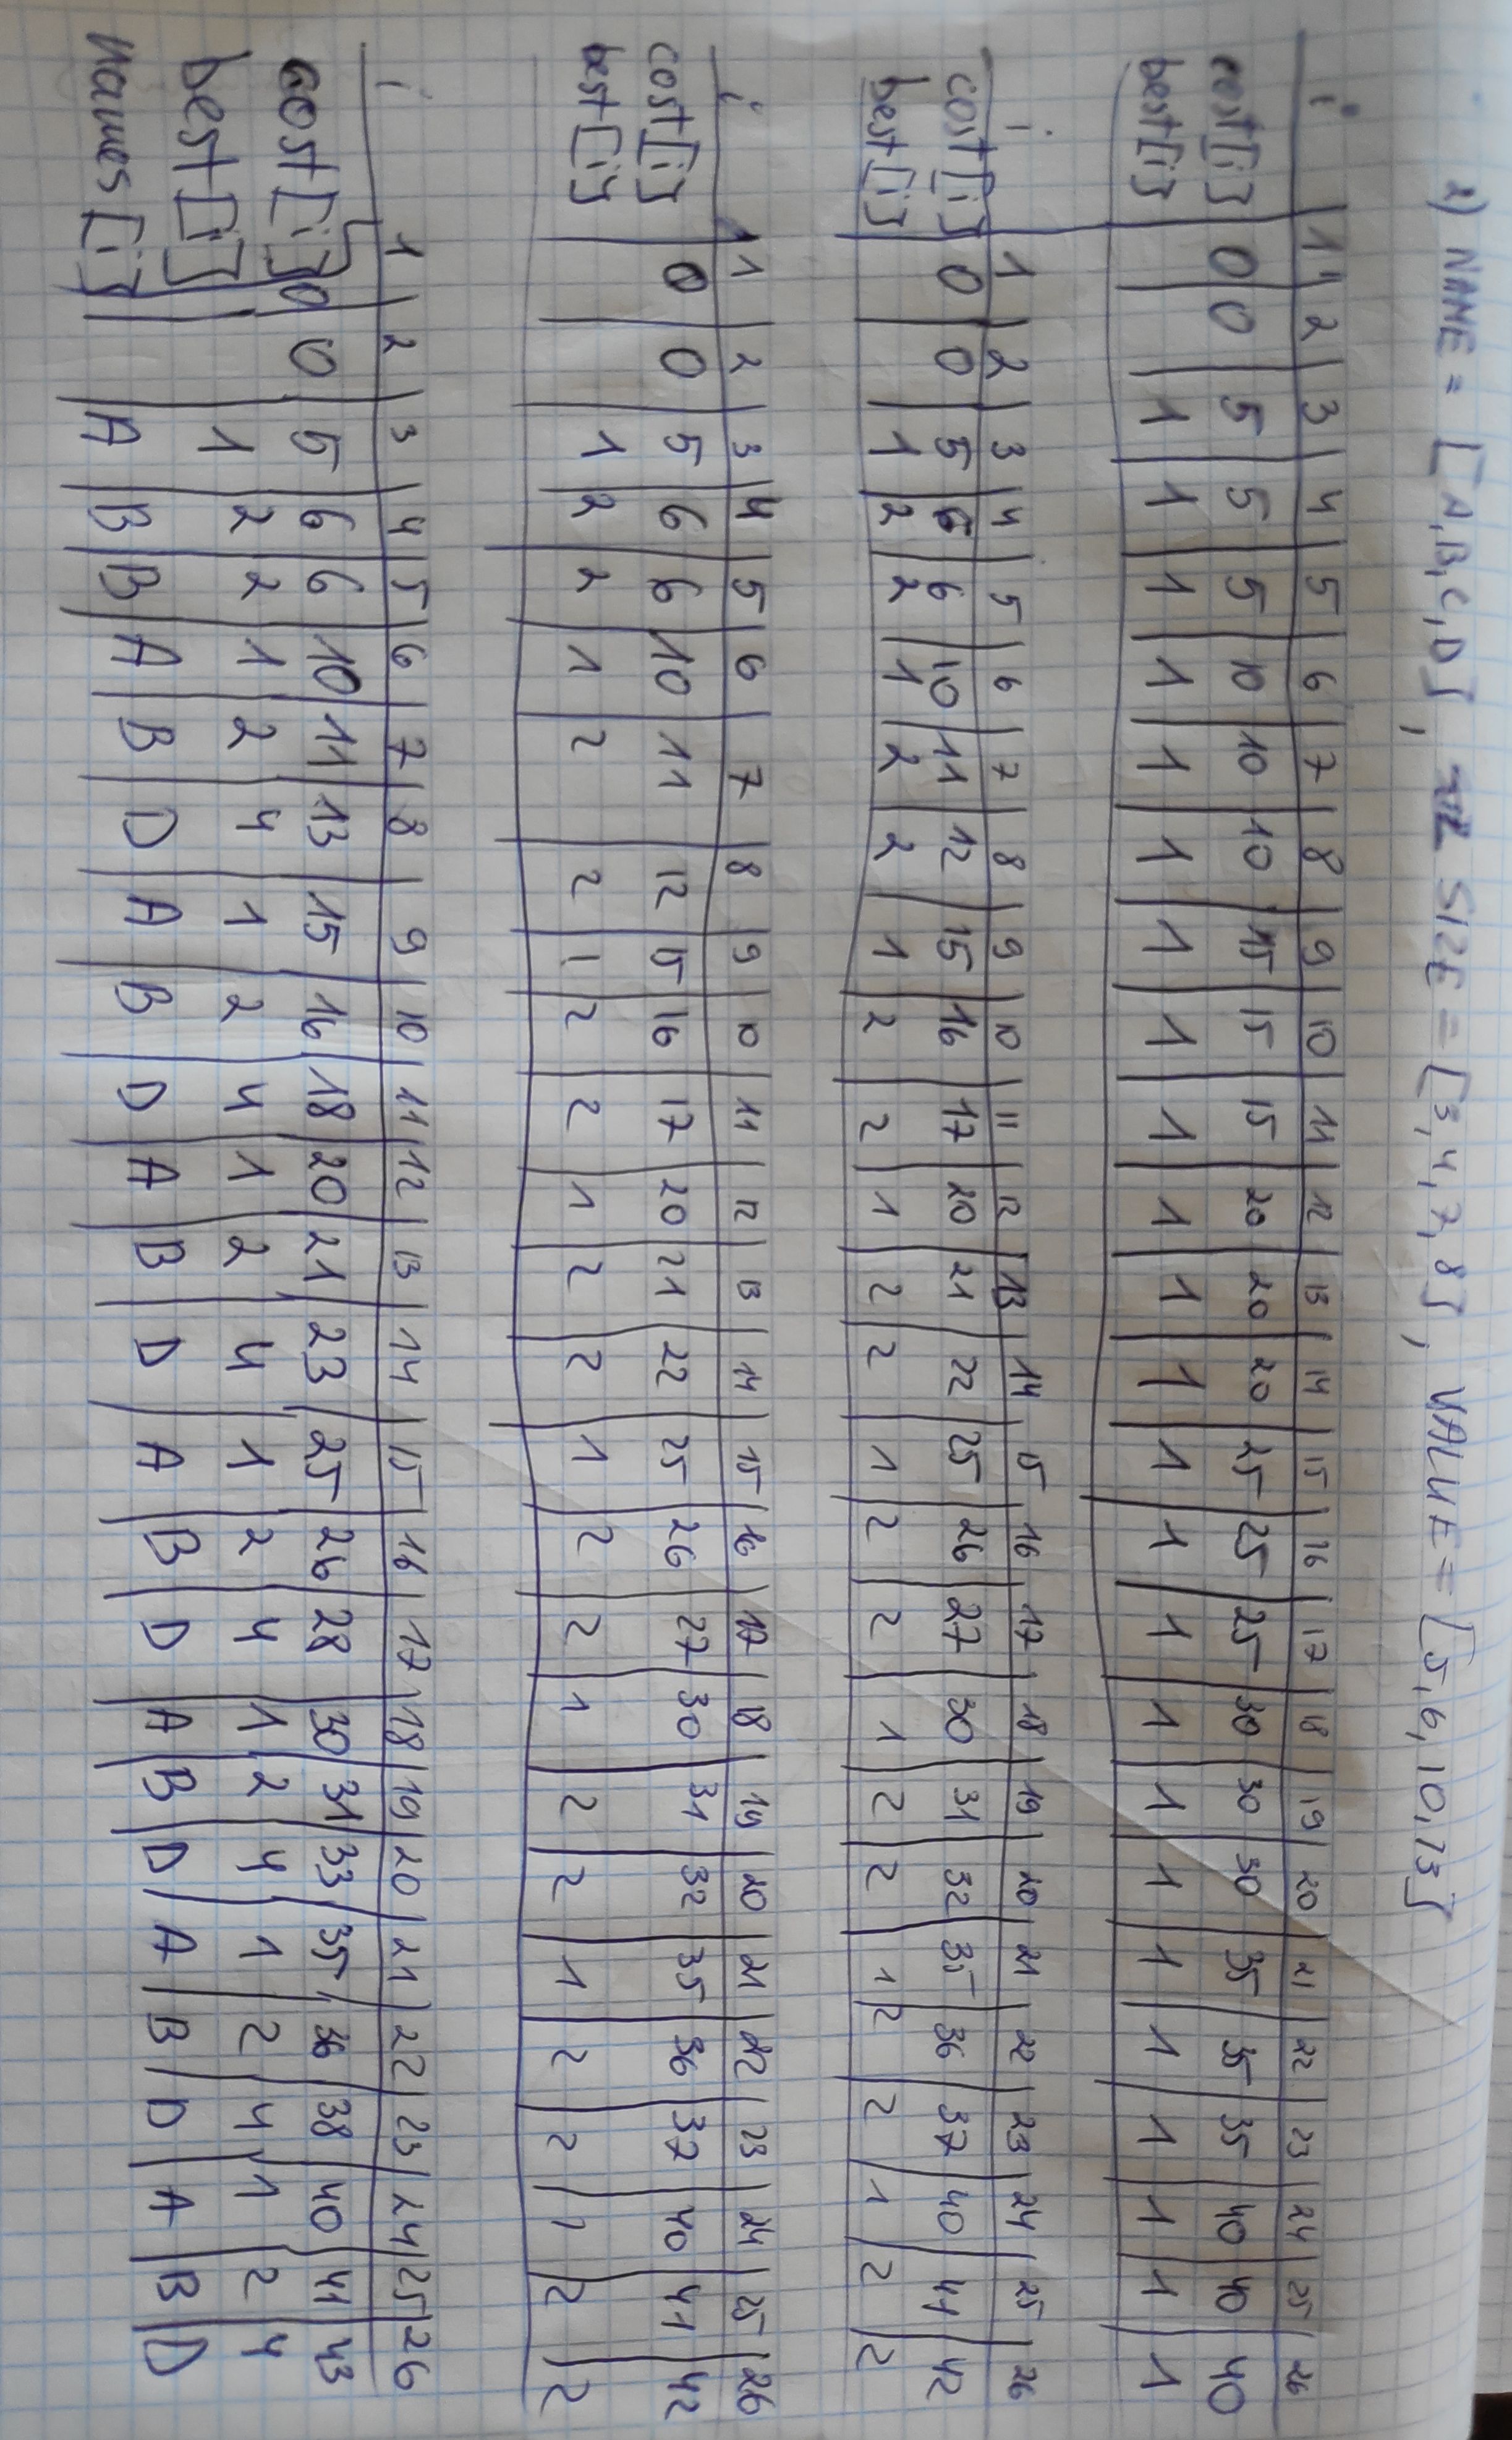 2) NAME = [A, B, C, D], SIZE = [3, 4, 7, 8], VALUE = [5, 6, 10, 13]
i 1 2 3 4 5 6 7 8 9 10 11 12 13 14 15 16 17 18 19 20 21 22 23 24 25 26
cost[i] 0 0 5 5 5 10 10 10 15 15 15 20 20 20 25 25 25 30 30 30 35 35 35 40 40 40
best[i] 1 1 1 1 1 1 1 1 1 1 1 1 1 1 1 1 1 1 1 1 1 1 1 1
i 1 2 3 4 5 6 7 8 9 10 11 12 13 14 15 16 17 18 19 20 21 22 23 24 25 26
cost[i] 0 0 5 6 6 10 11 12 15 16 17 20 21 22 25 26 27 30 31 32 35 36 37 40 41 42
best[i] 1 2 2 1 2 2 1 2 2 1 2 2 1 2 2 1 2 2 1 2 2 1 2 2
i 1 2 3 4 5 6 7 8 9 10 11 12 13 14 15 16 17 18 19 20 21 22 23 24 25 26
cost[i] 0 0 5 6 6 10 11 12 15 16 17 20 21 22 25 26 27 30 31 32 35 36 37 40 41 42
best[i] 1 2 2 1 2 2 1 2 2 1 2 2 1 2 2 1 2 2 1 2 2 1 2 2
i 1 2 3 4 5 6 7 8 9 10 11 12 13 14 15 16 17 18 19 20 21 22 23 24 25 26
cost[i] 0 0 5 6 6 10 11 13 15 16 18 20 21 23 25 26 28 30 31 33 35 36 38 40 41 43
best[i] 1 2 2 1 2 4 1 2 4 1 2 4 1 2 4 1 2 4 1 2 4 1 2 4
names[i] A B B A B D A B D A B D A B D A B D A B D A B D